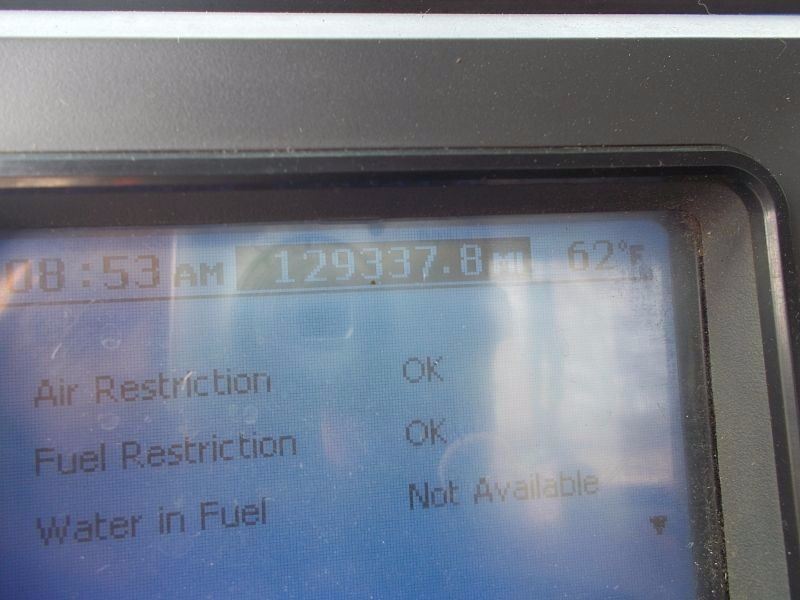 08:53 AM 129337.8 MI 62°F
Air Restriction OK
Fuel Restriction OK
Water in Fuel Not Available